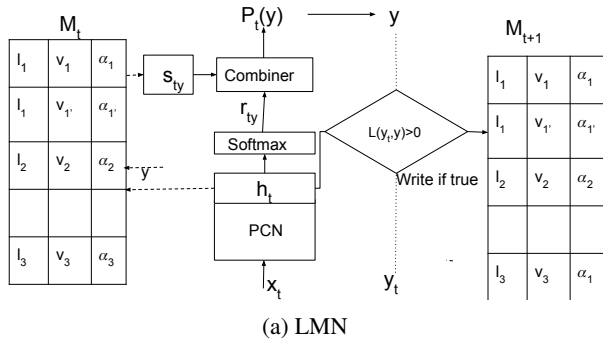 M_t
l_1 v_1 α_1
l_1 v_1' α_1'
l_2 v_2 α_2
l_3 v_3 α_3
s_ty
P_t(y)
y
Combiner
r_ty
Softmax
h_t
PCN
x_t
y
L(y_t,y)>0
Write if true
y_t
M_t+1
l_1 v_1 α_1
l_1 v_1' α_1'
l_2 v_2 α_2
l_3 v_3 α_1
(a) LMN